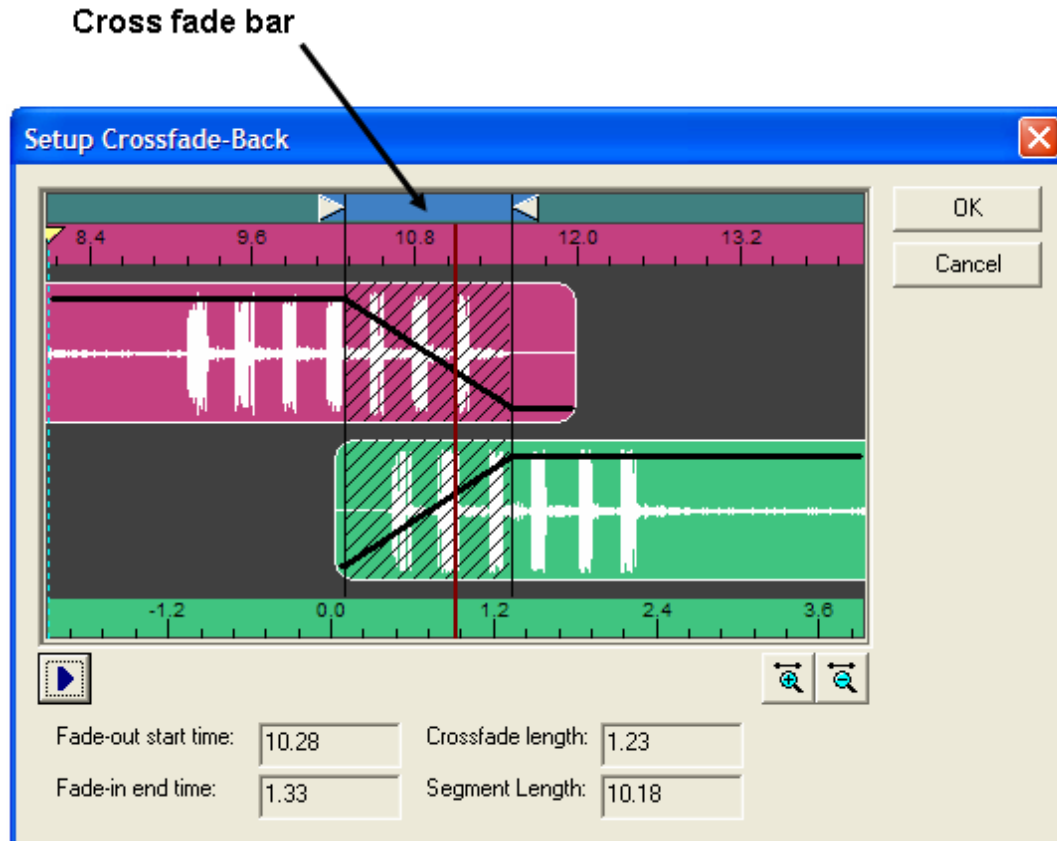 Cross fade bar
Setup Crossfade-Back
OK
Cancel
8.4 9.6 10.8 12.0 13.2
-1.2 0.0 1.2 2.4 3.6
Fade-out start time: 10.28 Crossfade length: 1.23
Fade-in end time: 1.33 Segment Length: 10.18